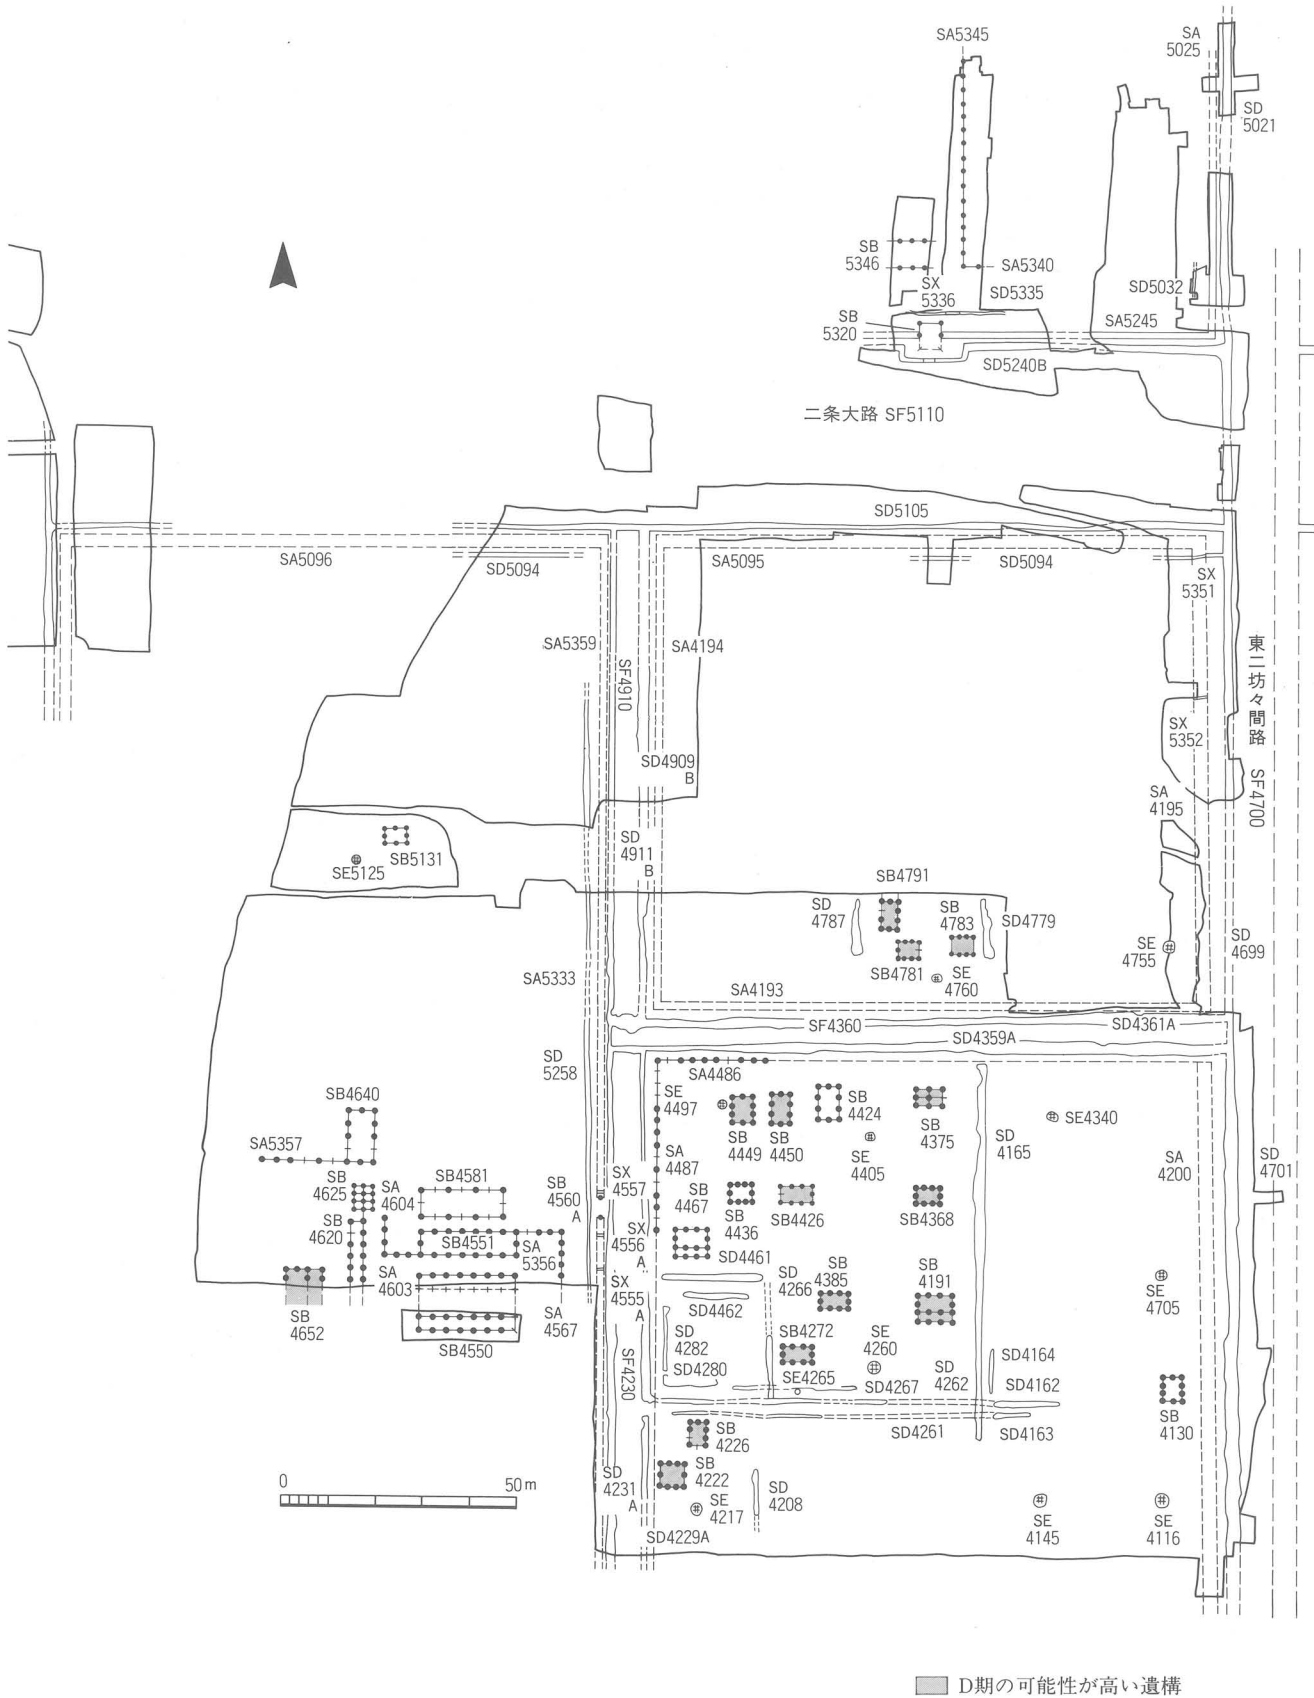 SA5345
SA
5025
SD
5021
SB
5346
SA5340
SX
5336
SD5335
SD5032
SB
5320
SA5245
SD5240B
二条大路 SF5110
SD5105
SA5096
SD5094
SA5095
SD5094
SX
5351
SA5359
SF4910
SA4194
東二坊々間路 SF4700
SX
5352
SD4909
B
SA
4195
SD
4911
B
SE5125
SB5131
SB4791
SD
4787
SB
4783
SD4779
SE
4755
SD
4699
SB4781
SE
4760
SA5333
SA4193
SF4360
SD4361A
SD4359A
SD
5258
SA4486
SE
4497
SB
4424
SB4640
SB
4449
SB
4450
SE
4405
SB
4375
SD
4165
SE4340
SA5357
SB
4625
SA
4604
SB4581
SB
4560
A
SX
4557
SA
4487
SA
4200
SD
4701
SB
4467
SB
4436
SB4426
SB4368
SB
4620
SB4551
SA
5356
SX
4556
A
SD4461
SA
4603
SX
4555
A
SD
4266
SB
4385
SB
4191
SE
4705
SB
4652
SA
4567
SD4462
SB4550
SD
4282
SB4272
SE
4260
SF4230
SD4280
SE4265
SD4267
SD
4262
SD4164
SD4162
SB
4130
SD4261
SD4163
SB
4226
SB
4222
SD
4231
A
SE
4217
SD
4208
SE
4145
SE
4116
SD4229A
0
50m
D期の可能性が高い遺構